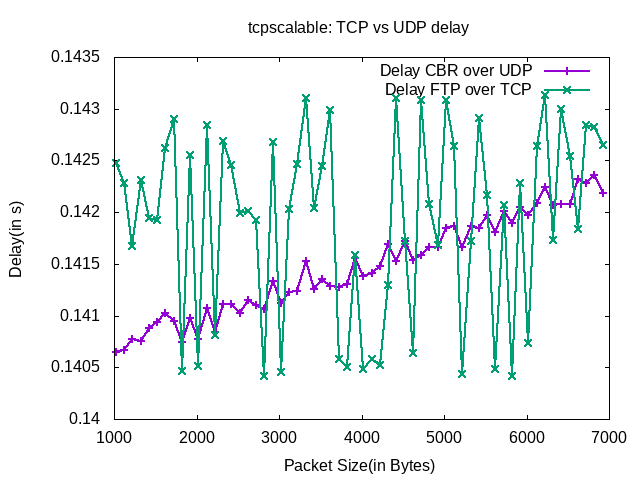 tcpscalable: TCP vs UDP delay
0.1435
0.143
0.1425
0.142
0.1415
0.141
0.1405
0.14
Delay(in s)
Delay CBR over UDP
Delay FTP over TCP
1000 2000 3000 4000 5000 6000 7000
Packet Size(in Bytes)